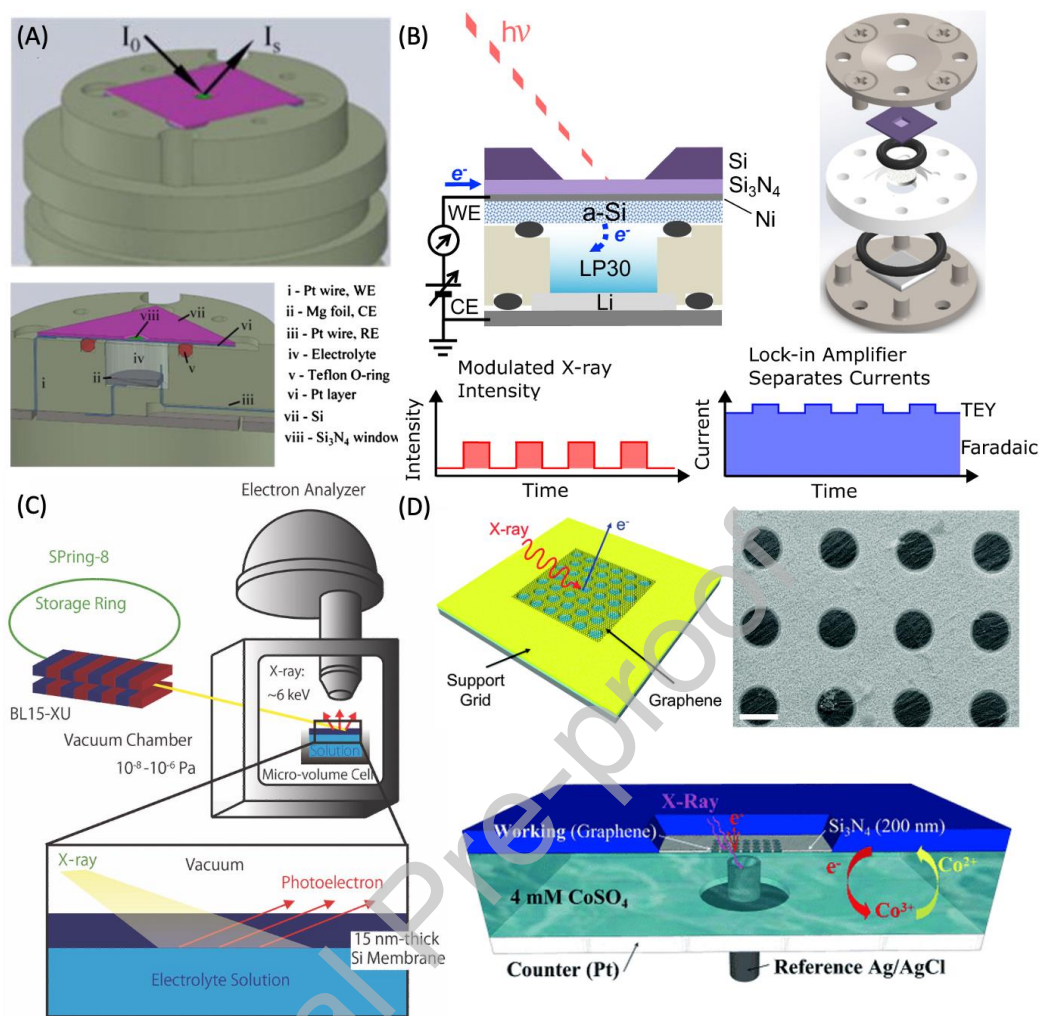 (A)
I₀
Iₛ
i - Pt wire, WE
ii - Mg foil, CE
iii - Pt wire, RE
iv - Electrolyte
v - Teflon O-ring
vi - Pt layer
vii - Si
viii - Si₃N₄ window
viii
vii
vi
iv
ii
i
v
iii
(B)
hν
Si
e⁻
Si₃N₄
WE
a-Si
Ni
e⁻
LP30
Li
CE
Modulated X-ray
Intensity
Intensity
Time
Lock-in Amplifier
Separates Currents
Current
TEY
Faradaic
Time
(C)
Electron Analyzer
SPring-8
Storage Ring
BL15-XU
X-ray:
~6 keV
Vacuum Chamber
10⁻⁸-10⁻⁶ Pa
Solution
Micro-volume Cell
X-ray
Vacuum
Photoelectron
15 nm-thick
Si Membrane
Electrolyte Solution
(D)
X-ray
e⁻
Support
Grid
Graphene
X-Ray
e⁻
Working (Graphene)
Si₃N₄ (200 nm)
e⁻
Co²⁺
4 mM CoSO₄
Co³⁺
Counter (Pt)
Reference Ag/AgCl
al Pre-proof